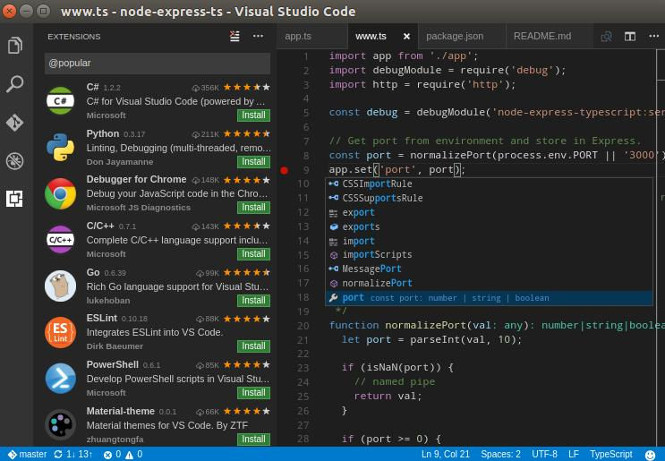 www.ts - node-express-ts - Visual Studio Code
EXTENSIONS
@popular
C# 1.2.2 356K
C# for Visual Studio Code (powered by ...
Microsoft Install
Python 0.3.17 211K
Linting, Debugging (multi-threaded, remo...
Don Jayamanne Install
Debugger for Chrome 148K
Debug your JavaScript code in the Chro...
Microsoft JS Diagnostics Install
C/C++ 0.7.1 143K
Complete C/C++ language support inclu...
Microsoft Install
Go 0.6.39 99K
Rich Go language support for Visual Stu...
lukehoban Install
ESLint 0.10.18 88K
Integrates ESLint into VS Code.
Dirk Baeumer Install
PowerShell 0.6.1 85K
Develop PowerShell scripts in Visual Stu...
Microsoft Install
Material-theme 0.0.1 66K
Material themes for VS Code. By ZTF
zhuangtongfa Install
app.ts www.ts package.json README.md
1 import app from './app';
2 import debugModule = require('debug');
3 import http = require('http');
4
5 const debug = debugModule('node-express-typescript:ser
6
7 // Get port from environment and store in Express.
8 const port = normalizePort(process.env.PORT || '3000')
9 app.set('port', port);
10 CSSImportRule
11 CSSSupportsRule
12 export
13 exports
14 import
15 importScripts
16 MessagePort
17 normalizePort
18 port const port: number | string | boolean
19 */
20 function normalizePort(val: any): number|string|boolea
21 let port = parseInt(val, 10);
22
23 if (isNaN(port)) {
24 // named pipe
25 return val;
26 }
27
28 if (port >= 0) {
master 1↓ 13↑ 0 0 Ln 9, Col 21 Spaces: 2 UTF-8 LF TypeScript